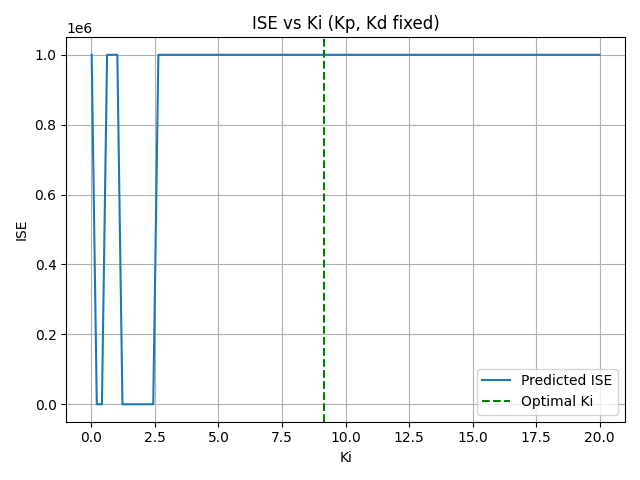 ISE vs Ki (Kp, Kd fixed)
1e6
1.0
0.8
0.6
0.4
0.2
0.0
ISE
0.0 2.5 5.0 7.5 10.0 12.5 15.0 17.5 20.0
Ki
Predicted ISE
Optimal Ki